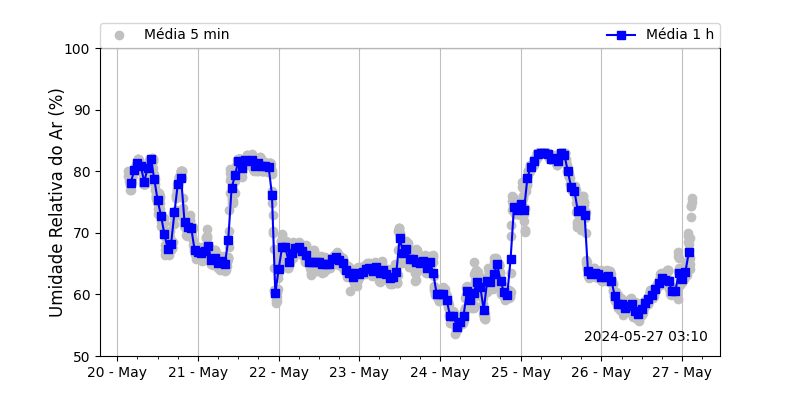 Média 5 min
Média 1 h
100
90
80
70
60
50
Umidade Relativa do Ar (%)
2024-05-27 03:10
20 - May
21 - May
22 - May
23 - May
24 - May
25 - May
26 - May
27 - May